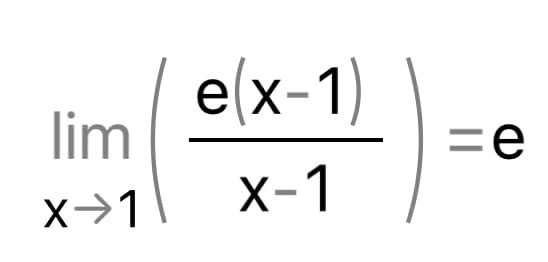 lim x→1 ( e(x-1) / x-1 ) =e